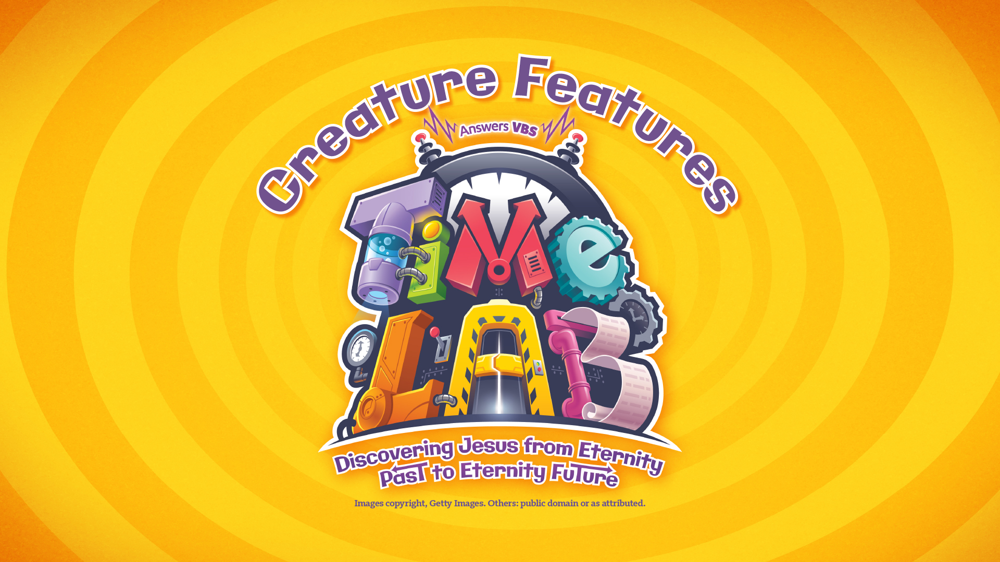 Creature Features
Answers VBS
TiMe
LAB
Discovering Jesus from Eternity
Past to Eternity Future
Images copyright, Getty Images. Others: public domain or as attributed.